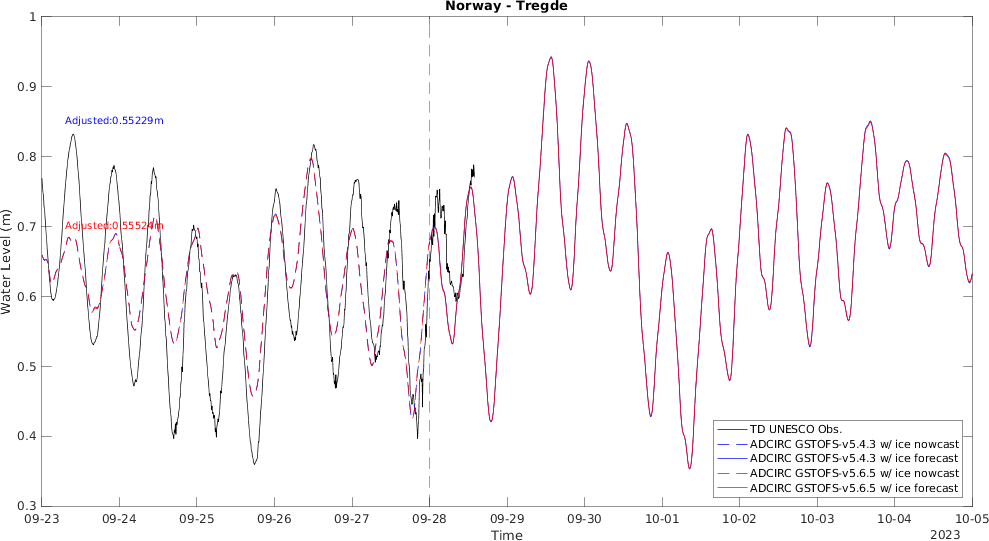 Norway - Tregde
1
0.9
0.8
0.7
0.6
0.5
0.4
0.3
Water Level (m)
Adjusted:0.55229m
Adjusted:0.55524m
TD UNESCO Obs.
ADCIRC GSTOFS-v5.4.3 w/ ice nowcast
ADCIRC GSTOFS-v5.4.3 w/ ice forecast
ADCIRC GSTOFS-v5.6.5 w/ ice nowcast
ADCIRC GSTOFS-v5.6.5 w/ ice forecast
09-23 09-24 09-25 09-26 09-27 09-28 09-29 09-30 10-01 10-02 10-03 10-04 10-05
Time
2023